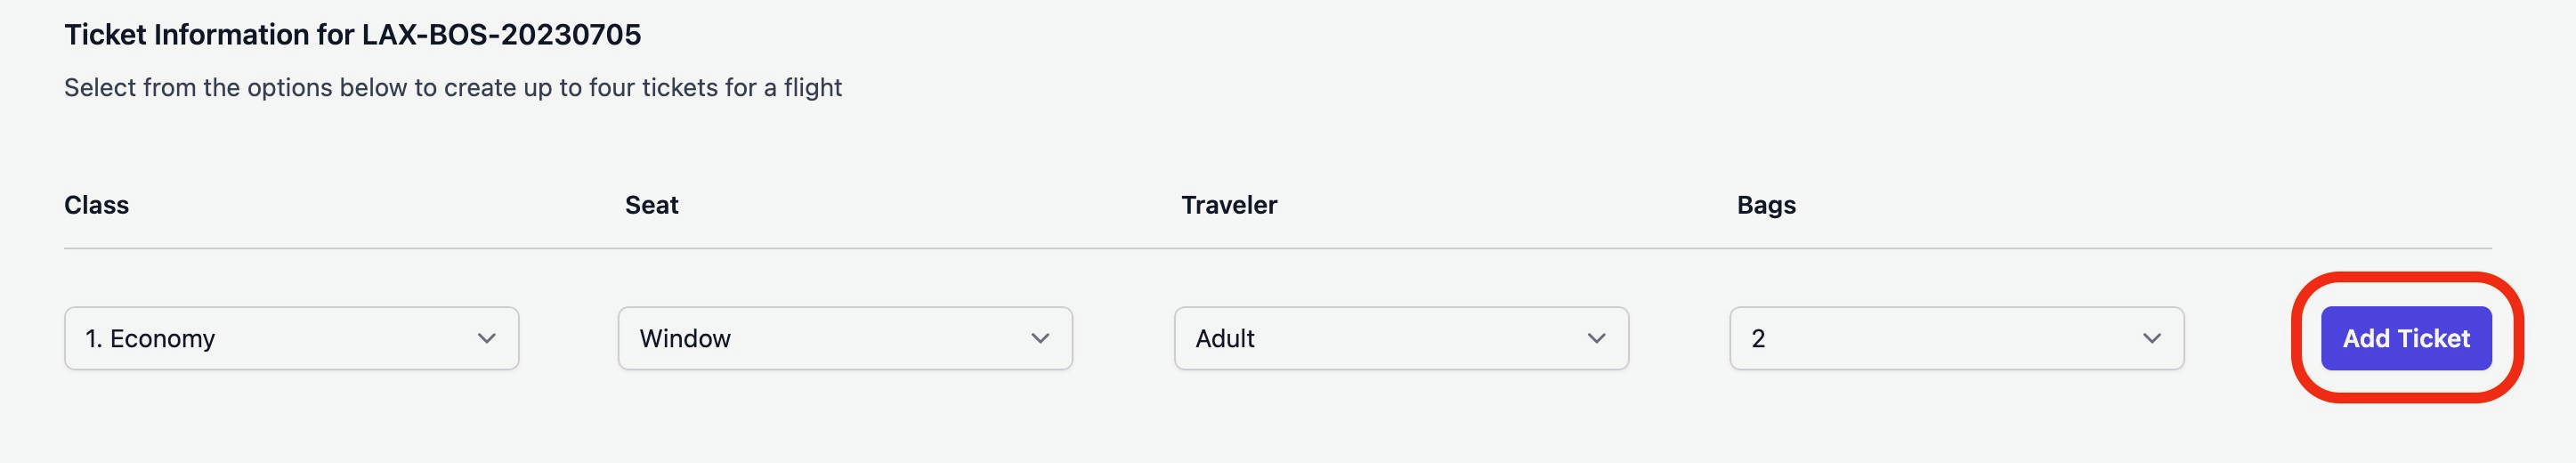 Ticket Information for LAX-BOS-20230705
Select from the options below to create up to four tickets for a flight
Class Seat Traveler Bags
1. Economy Window Adult 2 Add Ticket